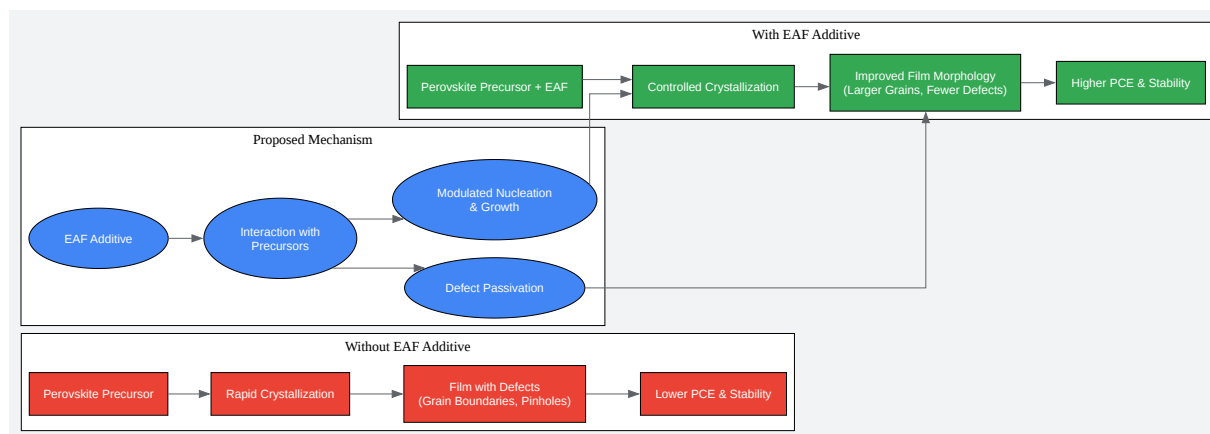 With EAF Additive
Perovskite Precursor + EAF
Controlled Crystallization
Improved Film Morphology
(Larger Grains, Fewer Defects)
Higher PCE & Stability
Proposed Mechanism
EAF Additive
Interaction with
Precursors
Modulated Nucleation
& Growth
Defect Passivation
Without EAF Additive
Perovskite Precursor
Rapid Crystallization
Film with Defects
(Grain Boundaries, Pinholes)
Lower PCE & Stability